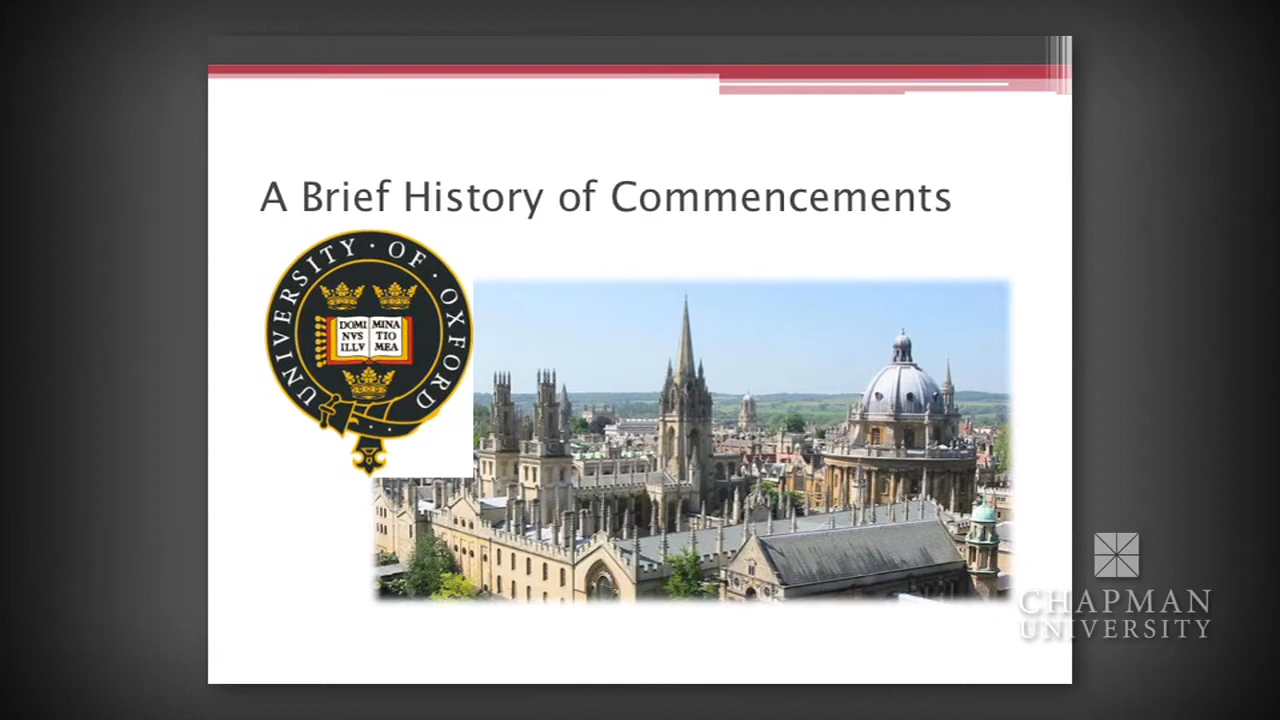 A Brief History of Commencements
UNIVERSITY · OF · OXFORD
DOMI MINA
NVS TIO
ILLV MEA
CHAPMAN
UNIVERSITY